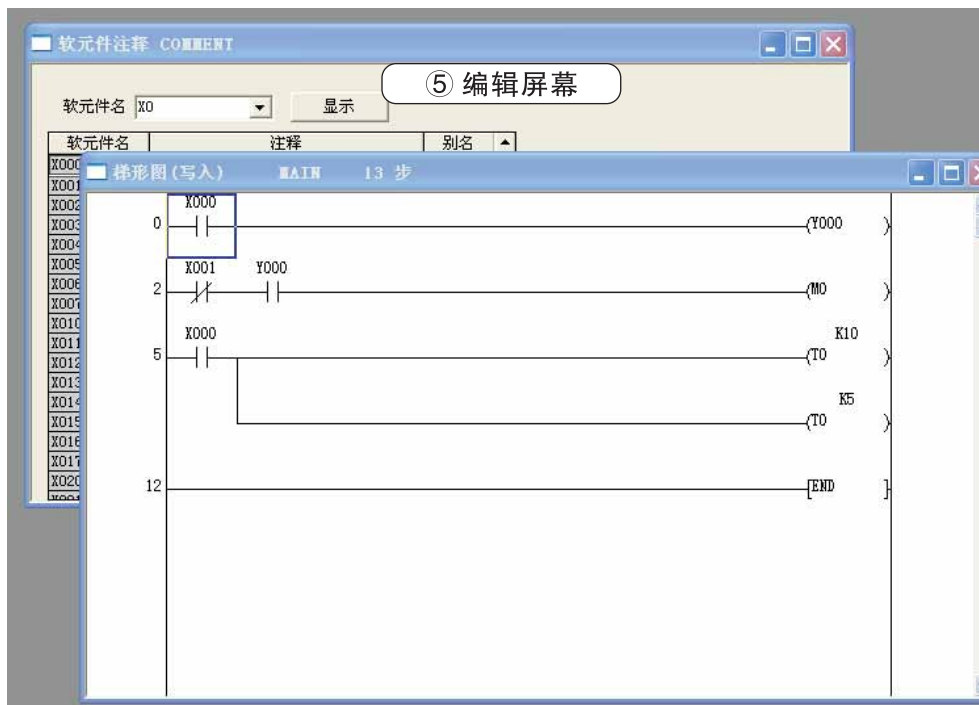 软元件注释 COMMENT
⑤ 编辑屏幕
软元件名 X0 显示
软元件名 注释 别名
X000
X001
X002
X003
X004
X005
X006
X007
X010
X011
X012
X013
X014
X015
X016
X017
X020
梯形图(写入) MAIN 13 步
X000
0 (Y000 )
X001 Y000
2 (M0 )
X000 K10
5 (T0 )
K5
(T0 )
12 [END ]